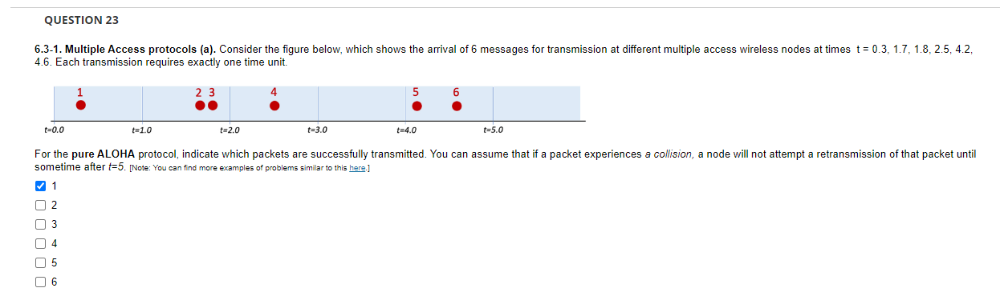 QUESTION 23
6.3-1. Multiple Access protocols (a). Consider the figure below, which shows the arrival of 6 messages for transmission at different multiple access wireless nodes at times t = 0.3, 1.7, 1.8, 2.5, 4.2,
4.6. Each transmission requires exactly one time unit.
1 2 3 4 5 6
t=0.0 t=1.0 t=2.0 t=3.0 t=4.0 t=5.0
For the pure ALOHA protocol, indicate which packets are successfully transmitted. You can assume that if a packet experiences a collision, a node will not attempt a retransmission of that packet until
sometime after t=5. [Note: You can find more examples of problems similar to this here.]
1
2
3
4
5
6